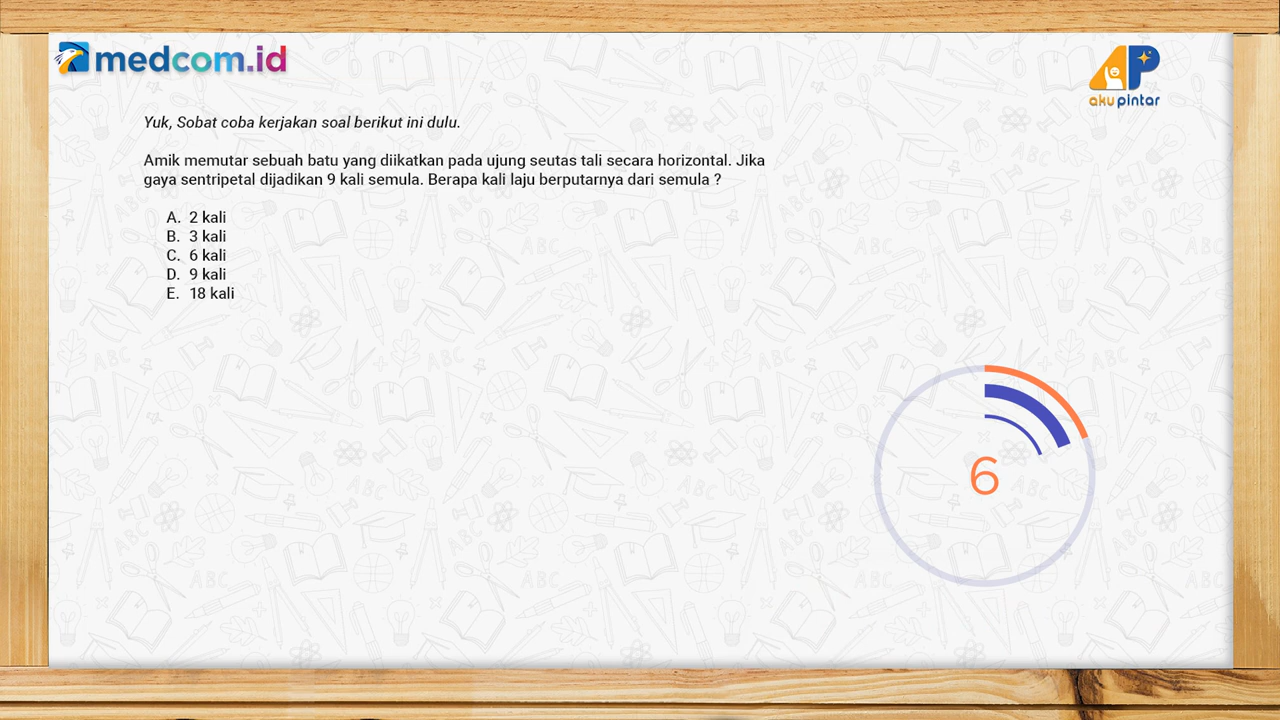 medcom.id
AP
aku pintar
Yuk, Sobat coba kerjakan soal berikut ini dulu.
Amik memutar sebuah batu yang diikatkan pada ujung seutas tali secara horizontal. Jika
gaya sentripetal dijadikan 9 kali semula. Berapa kali laju berputarnya dari semula ?
A. 2 kali
B. 3 kali
C. 6 kali
D. 9 kali
E. 18 kali
6